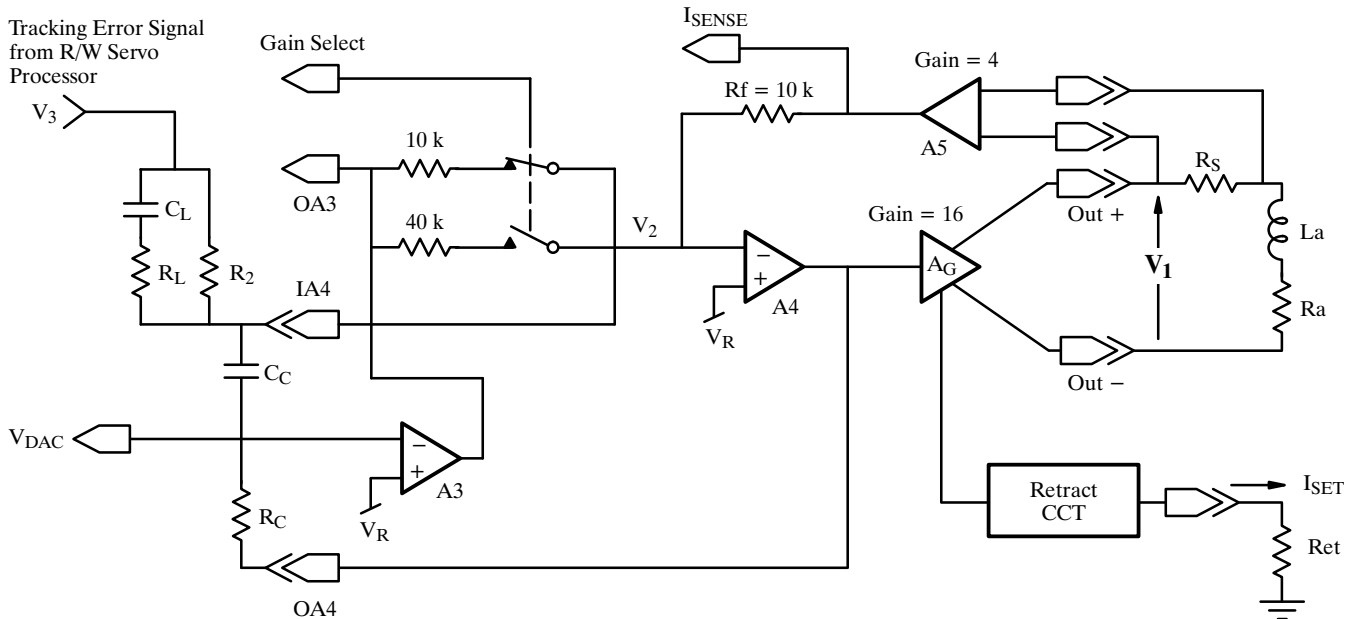 Tracking Error Signal
from R/W Servo
Processor
V3
Gain Select
ISENSE
Gain = 4
Rf = 10 k
A5
10 k
OA3
40 k
V2
Gain = 16
AG
Out +
RS
La
V1
Ra
CL
RL
R2
IA4
−
+
A4
VR
Out −
CC
VDAC
−
+
A3
VR
RC
OA4
Retract
CCT
ISET
Ret